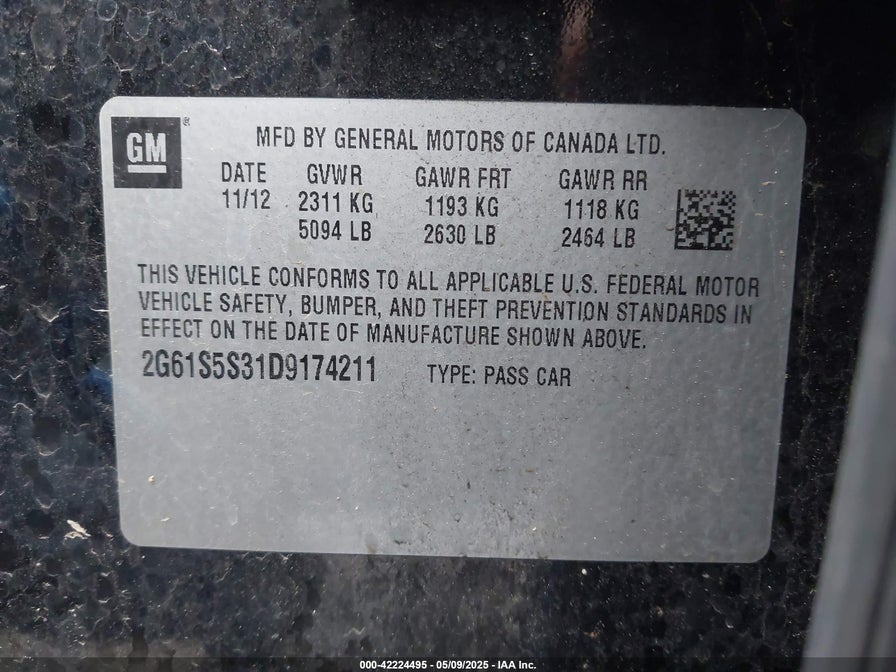 GM ®
MFD BY GENERAL MOTORS OF CANADA LTD.
DATE GVWR GAWR FRT GAWR RR
11/12 2311 KG 1193 KG 1118 KG
5094 LB 2630 LB 2464 LB
THIS VEHICLE CONFORMS TO ALL APPLICABLE U.S. FEDERAL MOTOR
VEHICLE SAFETY, BUMPER, AND THEFT PREVENTION STANDARDS IN
EFFECT ON THE DATE OF MANUFACTURE SHOWN ABOVE.
2G61S5S31D9174211 TYPE: PASS CAR
000-42224495 - 05/09/2025 - IAA Inc.